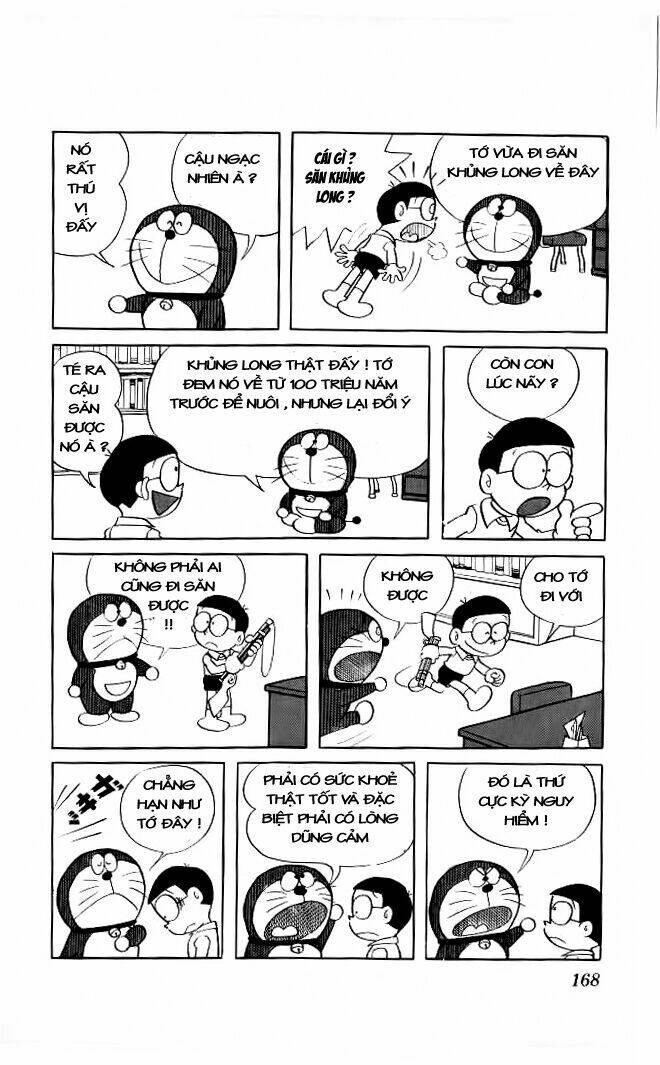 TỚ VỪA ĐI SĂN
KHỦNG LONG VỀ ĐÂY
CÁI GÌ ?
SĂN KHỦNG
LONG ?
CẬU NGẠC
NHIÊN À ?
NÓ
RẤT
THÚ
VỊ
ĐẤY
CÒN CON
LÚC NÃY ?
KHỦNG LONG THẬT ĐẤY ! TỚ
ĐEM NÓ VỀ TỪ 100 TRIỆU NĂM
TRƯỚC ĐỂ NUÔI , NHƯNG LẠI ĐỔI Ý
TÉ RA
CẬU
SĂN
ĐƯỢC
NÓ À ?
CHO TỚ
ĐI VỚI
KHÔNG
ĐƯỢC
KHÔNG PHẢI AI
CŨNG ĐI SĂN
ĐƯỢC
!!
ĐÓ LÀ THỨ
CỰC KỲ NGUY
HIỂM !
PHẢI CÓ SỨC KHOẺ
THẬT TỐT VÀ ĐẶC
BIỆT PHẢI CÓ LÒNG
DŨNG CẢM
CHẲNG
HẠN NHƯ
TỚ ĐÂY !
168